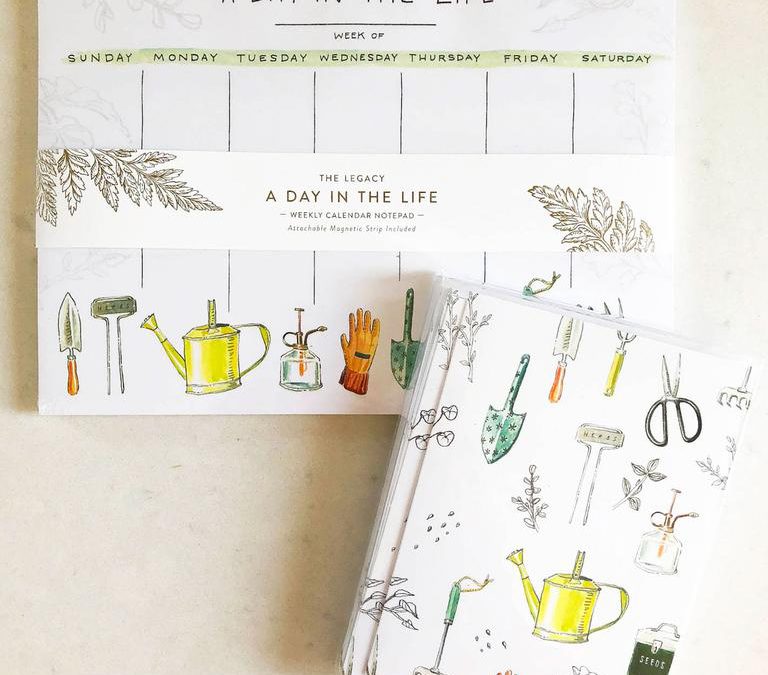 A DAY IN THE LIFE
WEEK OF
SUNDAY MONDAY TUESDAY WEDNESDAY THURSDAY FRIDAY SATURDAY
THE LEGACY
A DAY IN THE LIFE
— WEEKLY CALENDAR NOTEPAD —
Attachable Magnetic Strip Included
HERBS
HERBS
SEEDS